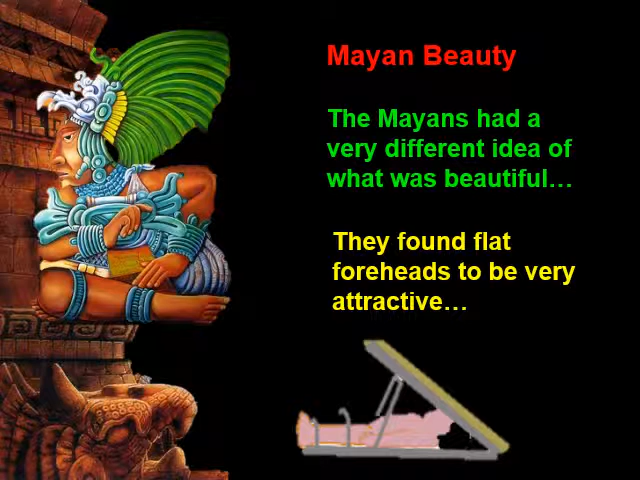 Mayan Beauty
The Mayans had a
very different idea of
what was beautiful…
They found flat
foreheads to be very
attractive…